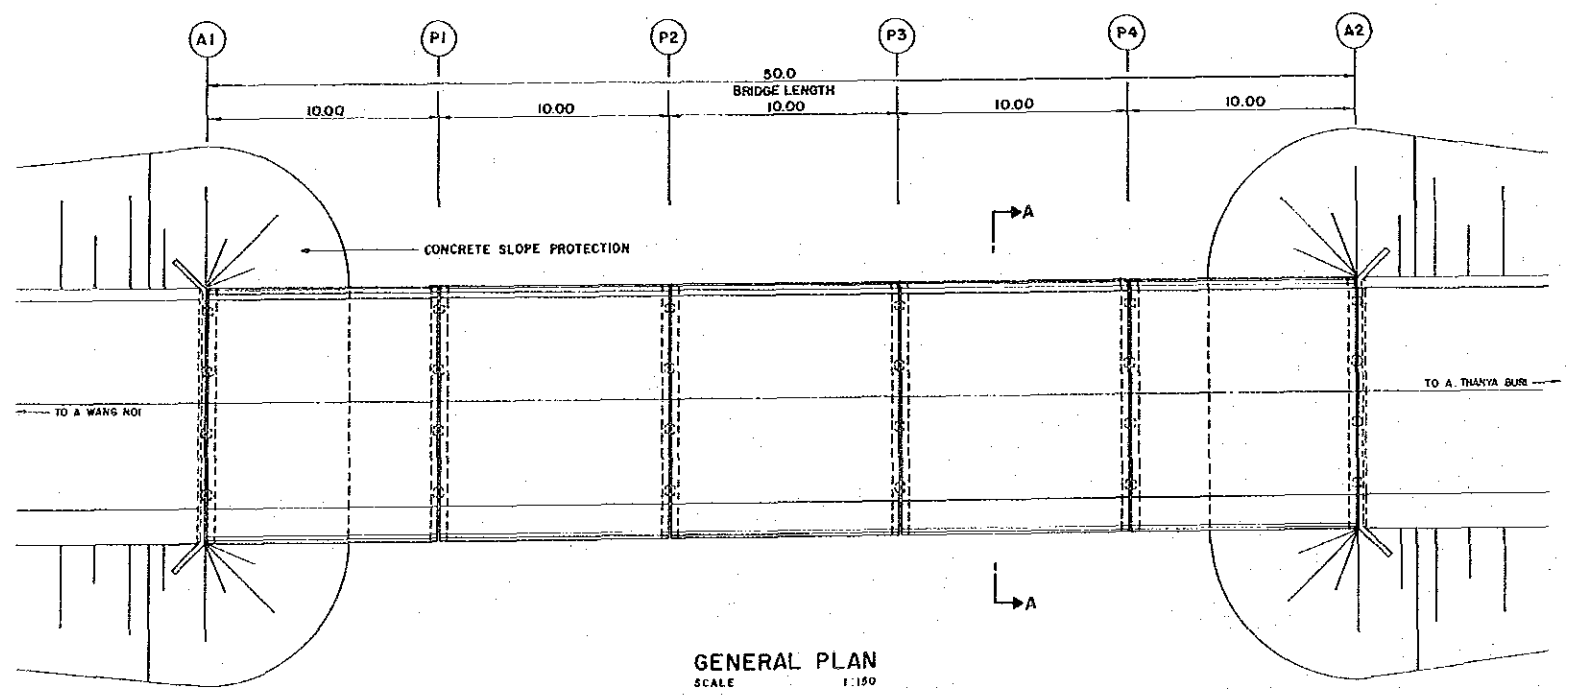 A1 P1 P2 P3 P4 A2
50.0
BRIDGE LENGTH
10.00 10.00 10.00 10.00 10.00
A
CONCRETE SLOPE PROTECTION
TO A. THANYA BURI
TO A WANG NOI
A
GENERAL PLAN
SCALE 1:150